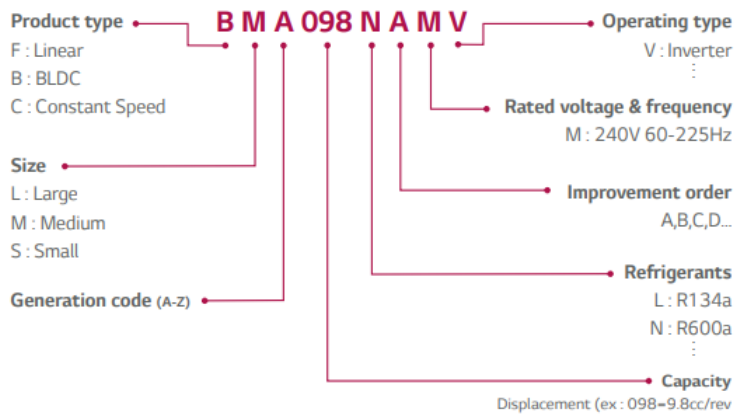 BMA098NAMV
Product type
F : Linear
B : BLDC
C : Constant Speed
Size
L : Large
M : Medium
S : Small
Generation code (A-Z)
Operating type
V : Inverter
⋮
Rated voltage & frequency
M : 240V 60-225Hz
Improvement order
A,B,C,D...
Refrigerants
L : R134a
N : R600a
⋮
Capacity
Displacement (ex : 098=9.8cc/rev